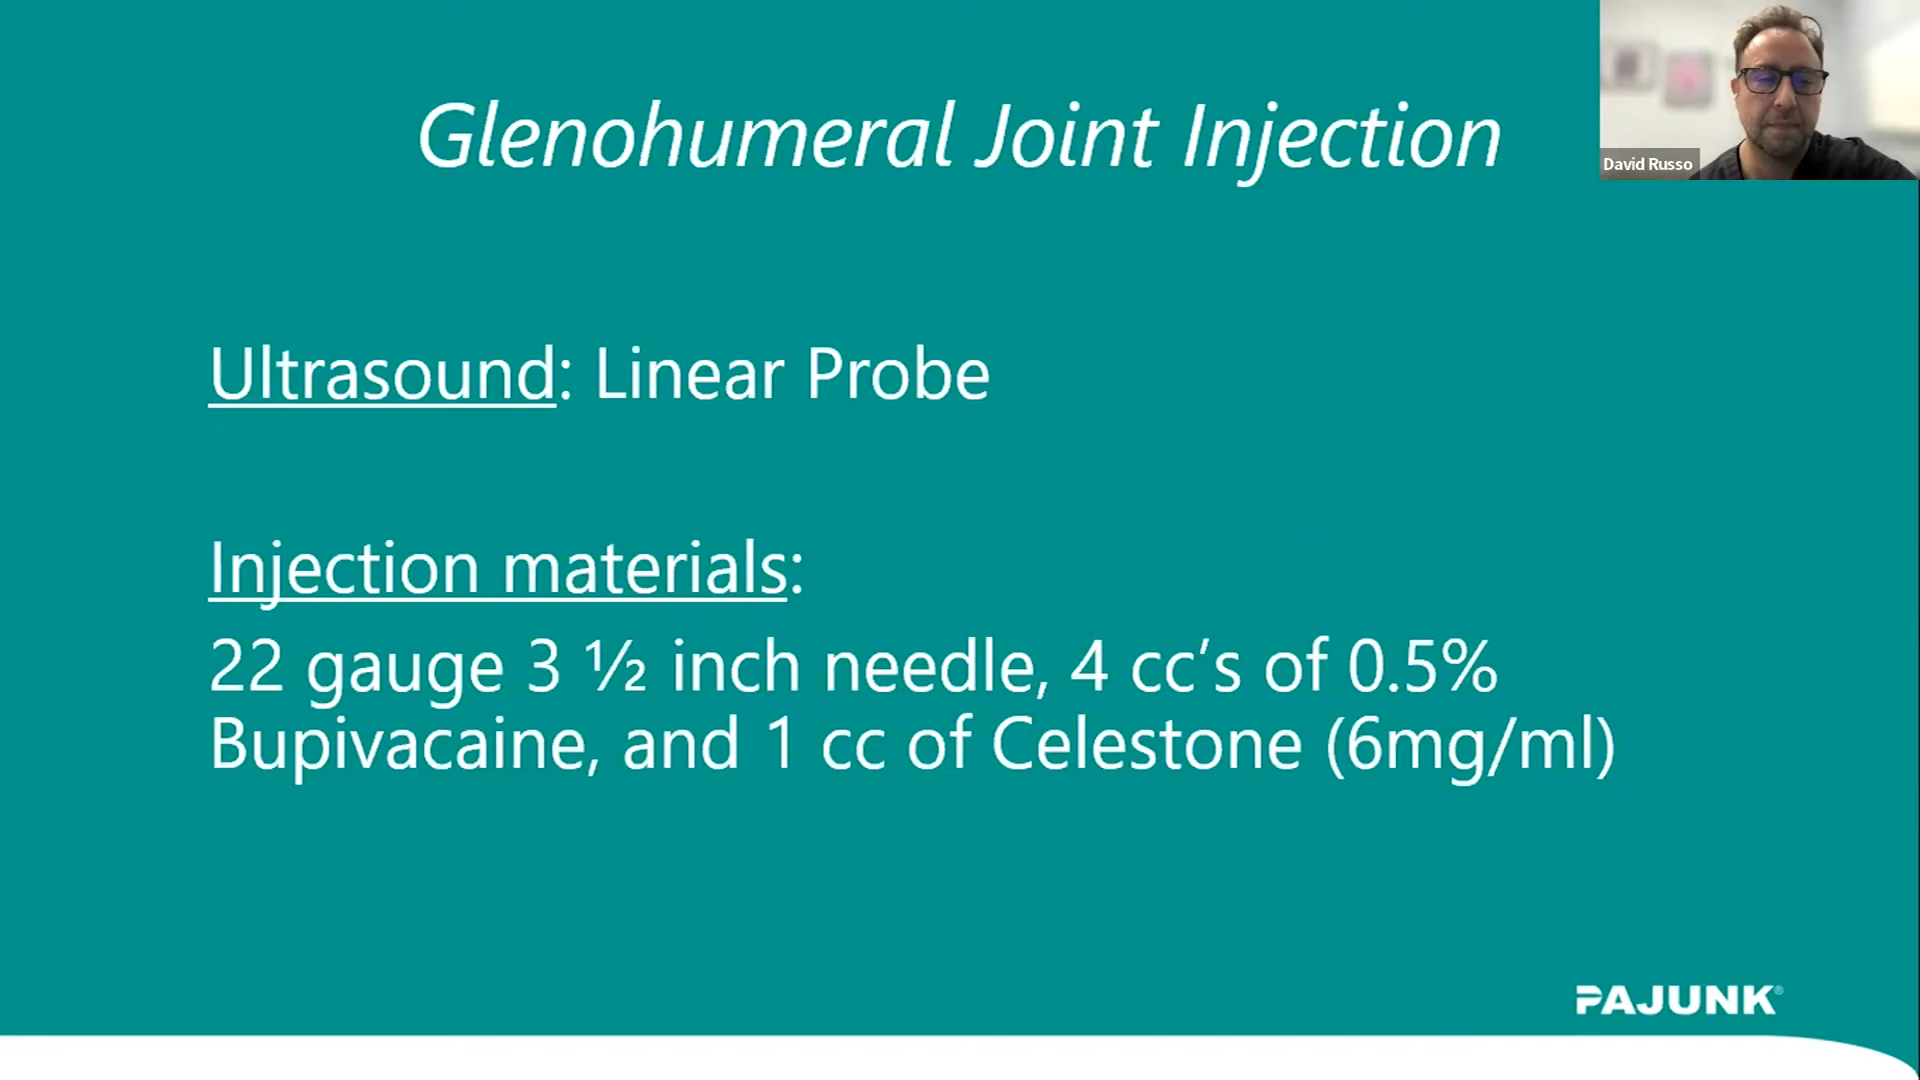 Glenohumeral Joint Injection
David Russo
Ultrasound: Linear Probe
Injection materials:
22 gauge 3 ½ inch needle, 4 cc’s of 0.5%
Bupivacaine, and 1 cc of Celestone (6mg/ml)
PAJUNK®